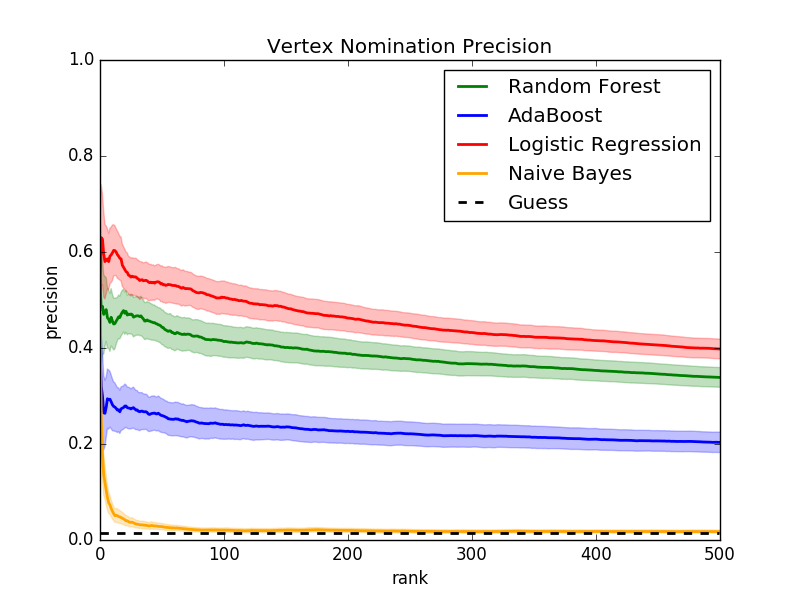 Vertex Nomination Precision
1.0
0.8
0.6
0.4
0.2
0.0
precision
Random Forest
AdaBoost
Logistic Regression
Naive Bayes
Guess
0 100 200 300 400 500
rank